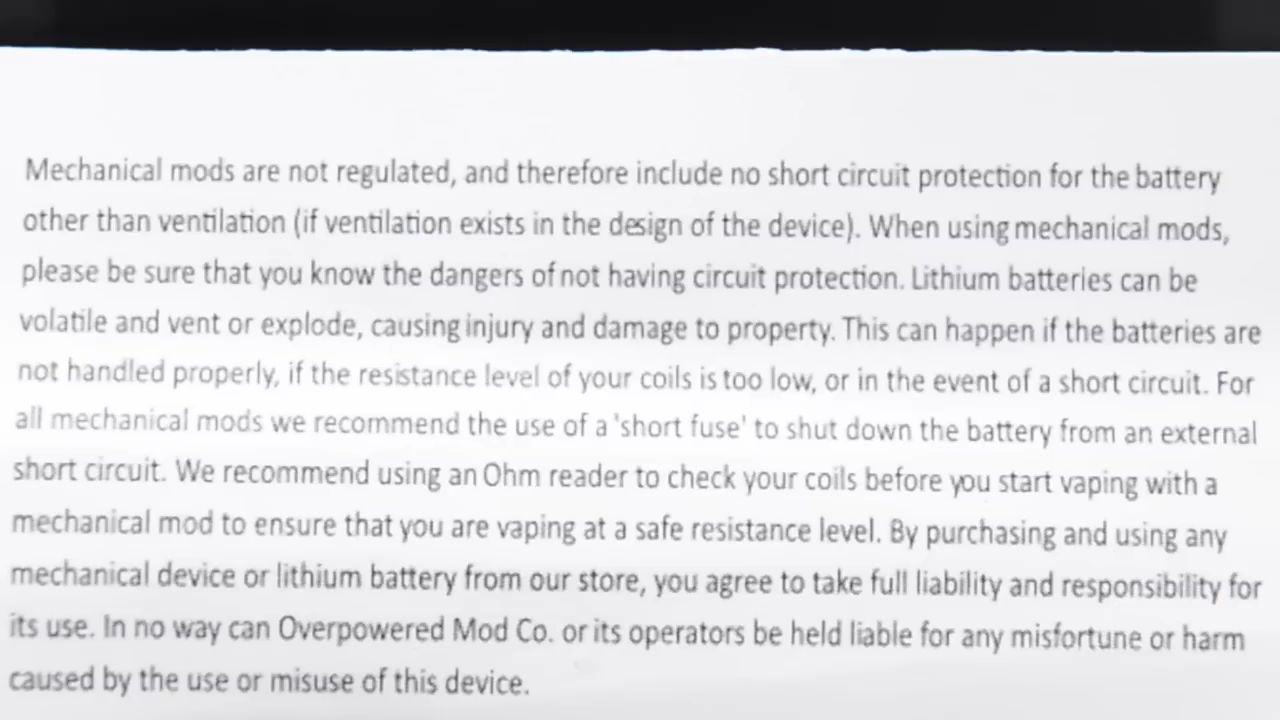 Mechanical mods are not regulated, and therefore include no short circuit protection for the battery
other than ventilation (if ventilation exists in the design of the device). When using mechanical mods,
please be sure that you know the dangers of not having circuit protection. Lithium batteries can be
volatile and vent or explode, causing injury and damage to property. This can happen if the batteries are
not handled properly, if the resistance level of your coils is too low, or in the event of a short circuit. For
all mechanical mods we recommend the use of a 'short fuse' to shut down the battery from an external
short circuit. We recommend using an Ohm reader to check your coils before you start vaping with a
mechanical mod to ensure that you are vaping at a safe resistance level. By purchasing and using any
mechanical device or lithium battery from our store, you agree to take full liability and responsibility for
its use. In no way can Overpowered Mod Co. or its operators be held liable for any misfortune or harm
caused by the use or misuse of this device.